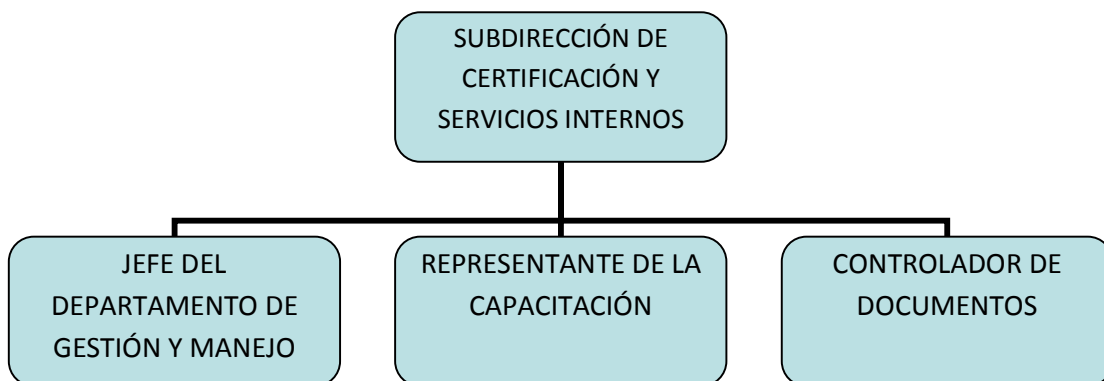 SUBDIRECCIÓN DE
CERTIFICACIÓN Y
SERVICIOS INTERNOS
JEFE DEL
DEPARTAMENTO DE
GESTIÓN Y MANEJO
REPRESENTANTE DE LA
CAPACITACIÓN
CONTROLADOR DE
DOCUMENTOS